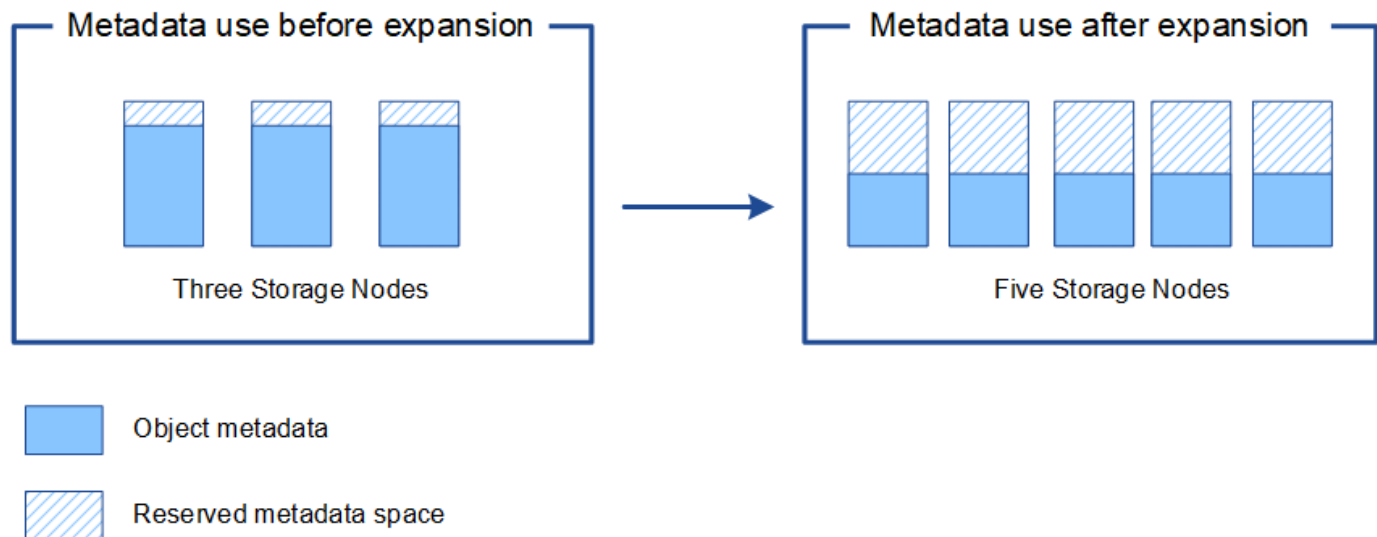 Metadata use before expansion
Metadata use after expansion
Three Storage Nodes
Five Storage Nodes
Object metadata
Reserved metadata space